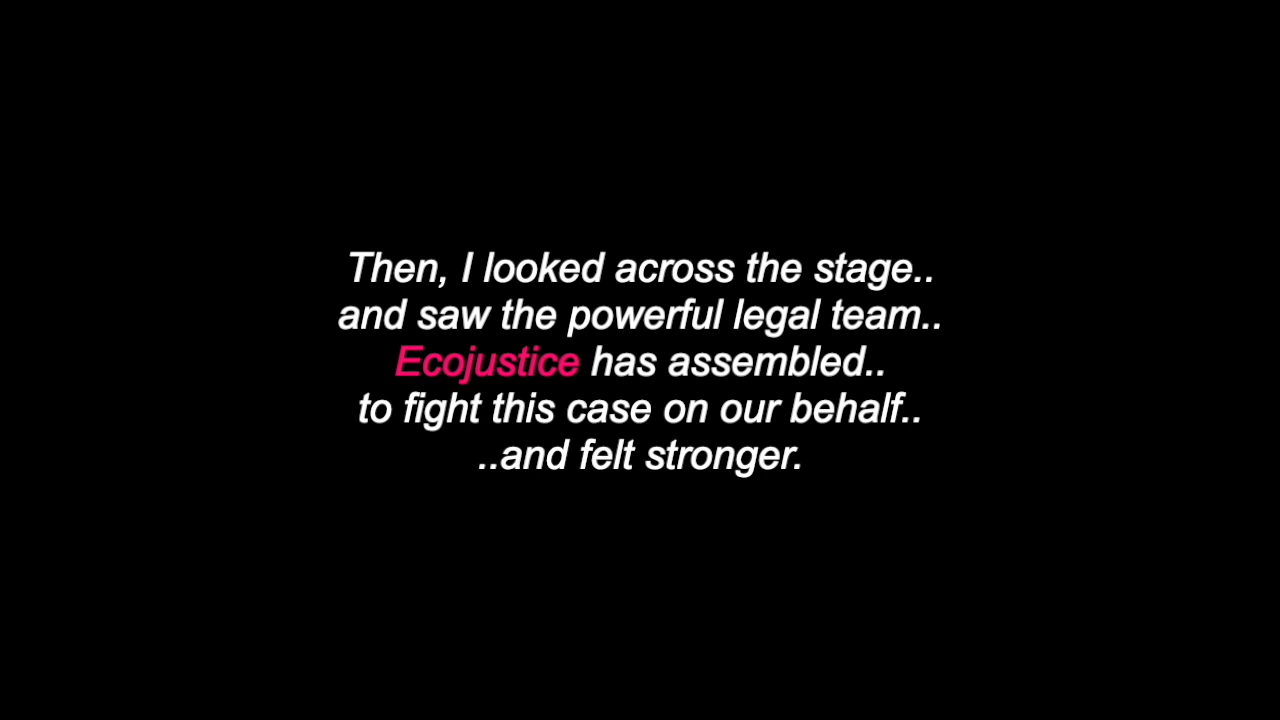 Then, I looked across the stage..
and saw the powerful legal team..
Ecojustice has assembled..
to fight this case on our behalf..
..and felt stronger.